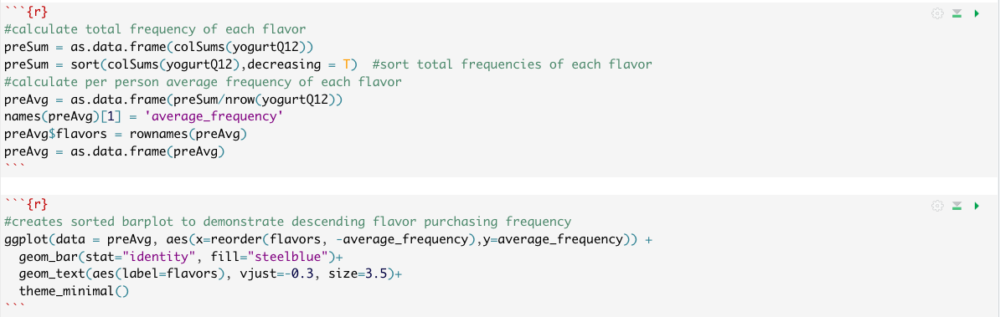 ```{r}
#calculate total frequency of each flavor
preSum = as.data.frame(colSums(yogurtQ12))
preSum = sort(colSums(yogurtQ12),decreasing = T)  #sort total frequencies of each flavor
#calculate per person average frequency of each flavor
preAvg = as.data.frame(preSum/nrow(yogurtQ12))
names(preAvg)[1] = 'average_frequency'
preAvg$flavors = rownames(preAvg)
preAvg = as.data.frame(preAvg)
```
```{r}
#creates sorted barplot to demonstrate descending flavor purchasing frequency
ggplot(data = preAvg, aes(x=reorder(flavors, -average_frequency),y=average_frequency)) +
  geom_bar(stat="identity", fill="steelblue")+
  geom_text(aes(label=flavors), vjust=-0.3, size=3.5)+
  theme_minimal()
```